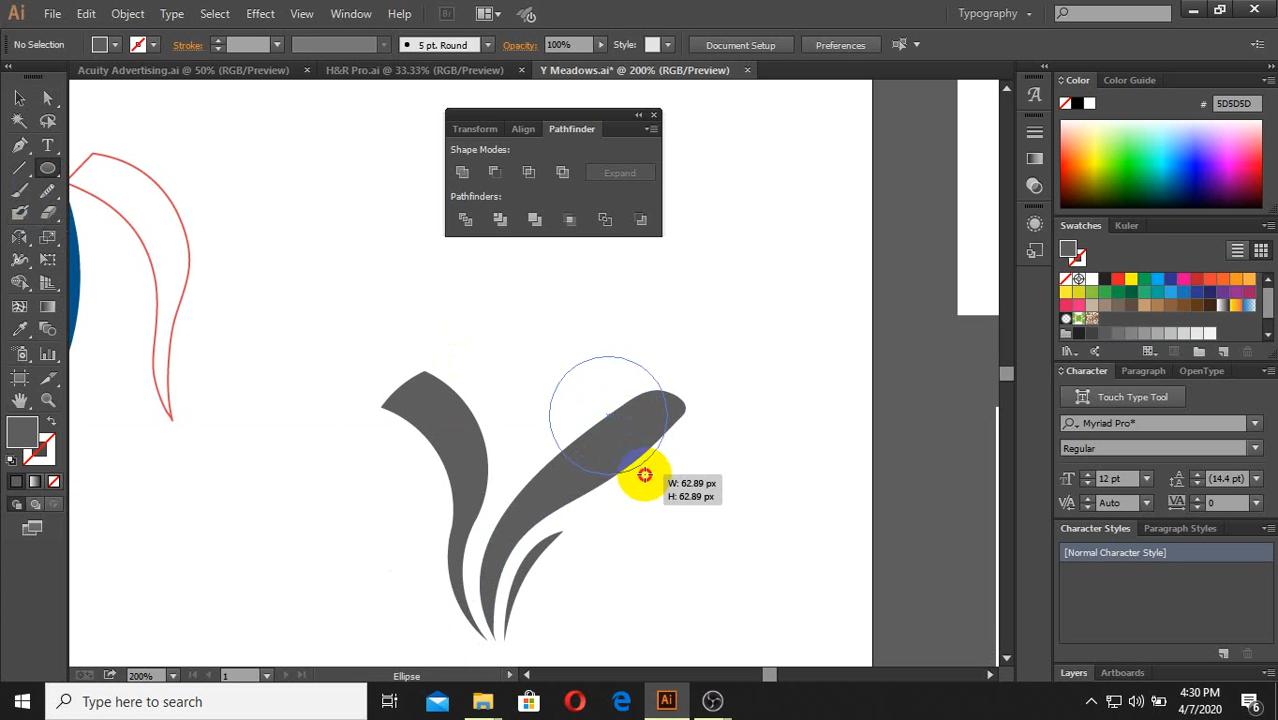 Ai File Edit Object Type Select Effect View Window Help Br Typography
No Selection Stroke: 5 pt. Round Opacity: 100% Style: Document Setup Preferences
Acuity Advertising.ai @ 50% (RGB/Preview) × H&R Pro.ai @ 33.33% (RGB/Preview) × Y Meadows.ai* @ 200% (RGB/Preview) ×
Color Color Guide
# 5D5D5D
Transform Align Pathfinder
Shape Modes:
Expand
Pathfinders:
Swatches Kuler
W: 62.89 px
H: 62.89 px
Character Paragraph OpenType
Touch Type Tool
Myriad Pro*
Regular
12 pt (14.4 pt)
Auto 0
Character Styles Paragraph Styles
[Normal Character Style]
200% 1 Ellipse
Layers Artboards
Type here to search
4:30 PM
4/7/2020
6